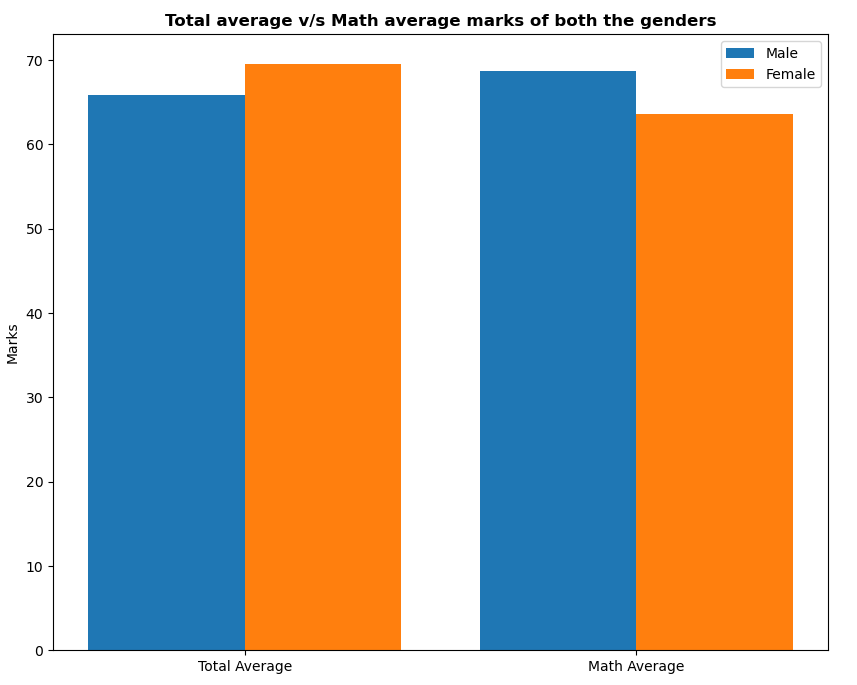 Total average v/s Math average marks of both the genders
Male
Female
70
60
50
40
30
20
10
0
Marks
Total Average
Math Average